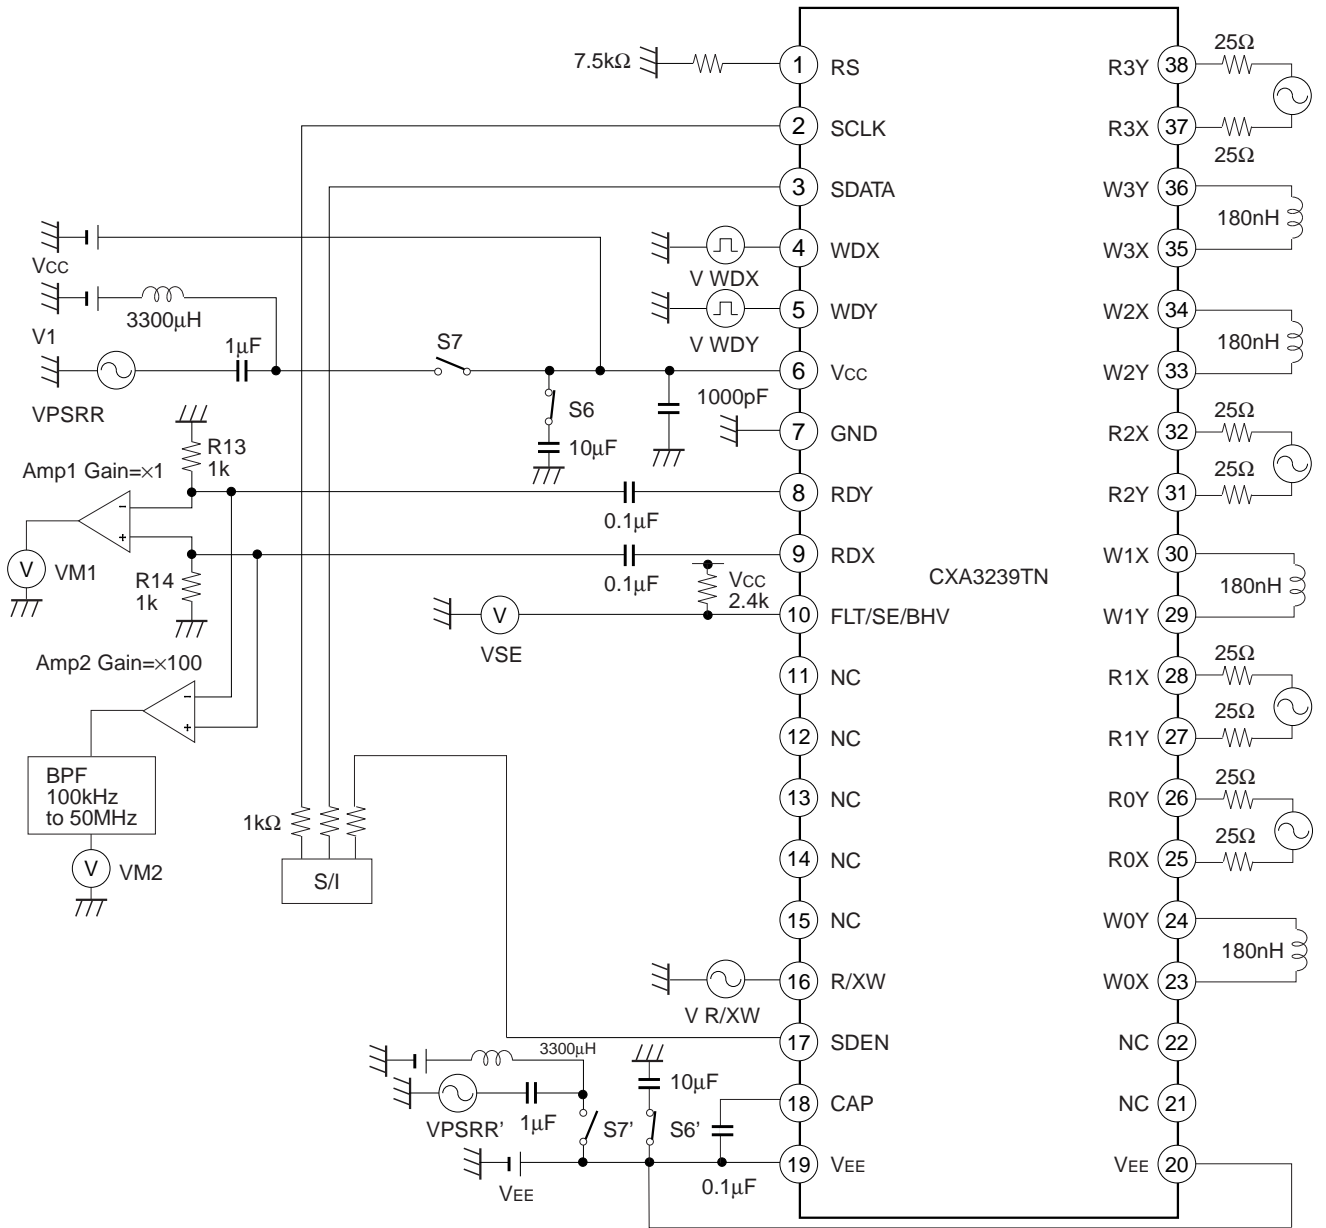 7.5kΩ
1 RS
2 SCLK
3 SDATA
4 WDX
V WDX
5 WDY
V WDY
6 VCC
7 GND
8 RDY
9 RDX
10 FLT/SE/BHV
11 NC
12 NC
13 NC
14 NC
15 NC
16 R/XW
V R/XW
17 SDEN
18 CAP
19 VEE
CXA3239TN
R3Y 38
25Ω
R3X 37
25Ω
W3Y 36
180nH
W3X 35
W2X 34
180nH
W2Y 33
R2X 32
25Ω
R2Y 31
25Ω
W1X 30
180nH
W1Y 29
R1X 28
25Ω
R1Y 27
25Ω
R0Y 26
25Ω
R0X 25
25Ω
W0Y 24
180nH
W0X 23
NC 22
NC 21
VEE 20
VCC
3300μH
V1
1μF
VPSRR
S7
S6
10μF
1000pF
R13
1k
Amp1 Gain=×1
-
+
V VM1
R14
1k
0.1μF
0.1μF
VCC
2.4k
V
VSE
Amp2 Gain=×100
-
+
BPF
100kHz
to 50MHz
V VM2
1kΩ
S/I
3300μH
10μF
VPSRR'
1μF
S7'
S6'
VEE
0.1μF